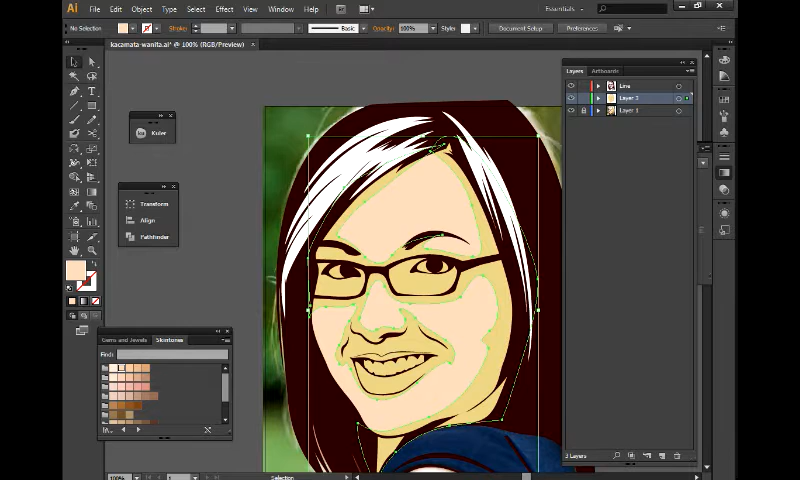 Ai File Edit Object Type Select Effect View Window Help Essentials
No Selection Stroke: Basic Opacity: 100% Style: Document Setup Preferences
kacamata-wanita.ai* @ 100% (RGB/Preview)
Layers Artboards
Line
Layer 3
Layer 1
Kuler
Transform
Align
Pathfinder
Gems and Jewels Skintones
Find:
3 Layers
100% 1 Selection